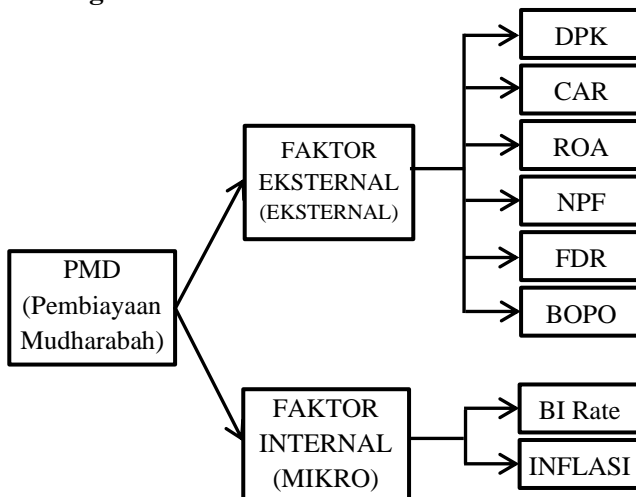 DPK
CAR
FAKTOR
EKSTERNAL
(EKSTERNAL)
ROA
NPF
PMD
(Pembiayaan
Mudharabah)
FDR
BOPO
FAKTOR
INTERNAL
(MIKRO)
BI Rate
INFLASI